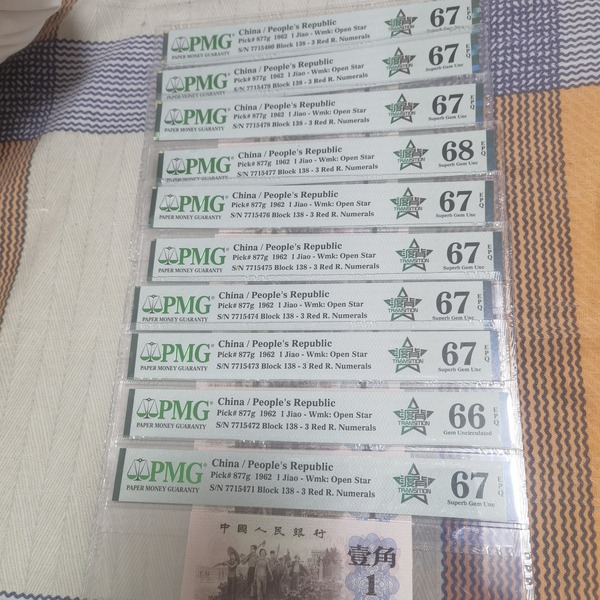 PMG
PAPER MONEY GUARANTY
China / People's Republic
Pick# 877g 1962 1 Jiao - Wmk: Open Star
S/N 7715480 Block 138 - 3 Red R. Numerals
67 EPQ
PMG
China / People's Republic
Pick# 877g 1962 1 Jiao - Wmk: Open Star
S/N 7715479 Block 138 - 3 Red R. Numerals
67 EPQ
Superb Gem Unc
PMG
PAPER MONEY GUARANTY
China / People's Republic
Pick# 877g 1962 1 Jiao - Wmk: Open Star
S/N 7715478 Block 138 - 3 Red R. Numerals
TRANSITION
67 EPQ
Superb Gem Unc
PMG
PAPER MONEY GUARANTY
China / People's Republic
Pick# 877g 1962 1 Jiao - Wmk: Open Star
S/N 7715477 Block 138 - 3 Red R. Numerals
TRANSITION
68 EPQ
Superb Gem Unc
PMG
PAPER MONEY GUARANTY
China / People's Republic
Pick# 877g 1962 1 Jiao - Wmk: Open Star
S/N 7715476 Block 138 - 3 Red R. Numerals
TRANSITION
67 EPQ
Superb Gem Unc
PMG
PAPER MONEY GUARANTY
China / People's Republic
Pick# 877g 1962 1 Jiao - Wmk: Open Star
S/N 7715475 Block 138 - 3 Red R. Numerals
TRANSITION
67 EPQ
Superb Gem Unc
PMG
PAPER MONEY GUARANTY
China / People's Republic
Pick# 877g 1962 1 Jiao - Wmk: Open Star
S/N 7715474 Block 138 - 3 Red R. Numerals
TRANSITION
67 EPQ
Superb Gem Unc
PMG
PAPER MONEY GUARANTY
China / People's Republic
Pick# 877g 1962 1 Jiao - Wmk: Open Star
S/N 7715473 Block 138 - 3 Red R. Numerals
TRANSITION
67 EPQ
Superb Gem Unc
PMG
PAPER MONEY GUARANTY
China / People's Republic
Pick# 877g 1962 1 Jiao - Wmk: Open Star
S/N 7715472 Block 138 - 3 Red R. Numerals
TRANSITION
66 EPQ
Gem Uncirculated
PMG
PAPER MONEY GUARANTY
China / People's Republic
Pick# 877g 1962 1 Jiao - Wmk: Open Star
S/N 7715471 Block 138 - 3 Red R. Numerals
TRANSITION
67 EPQ
Superb Gem Unc
中國人民銀行
壹角
1